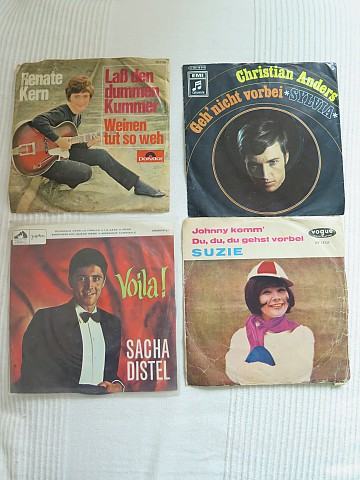 Renate
Kern
Laß den
dummen
Kummer
Weinen
tut so weh
Polydor
EMI
Columbia
Christian Anders
Geh' nicht vorbei *SYLVIA*
Voila!
SACHA
DISTEL
Johnny komm'
Du, du, du gehst vorbei
SUZIE
vogue